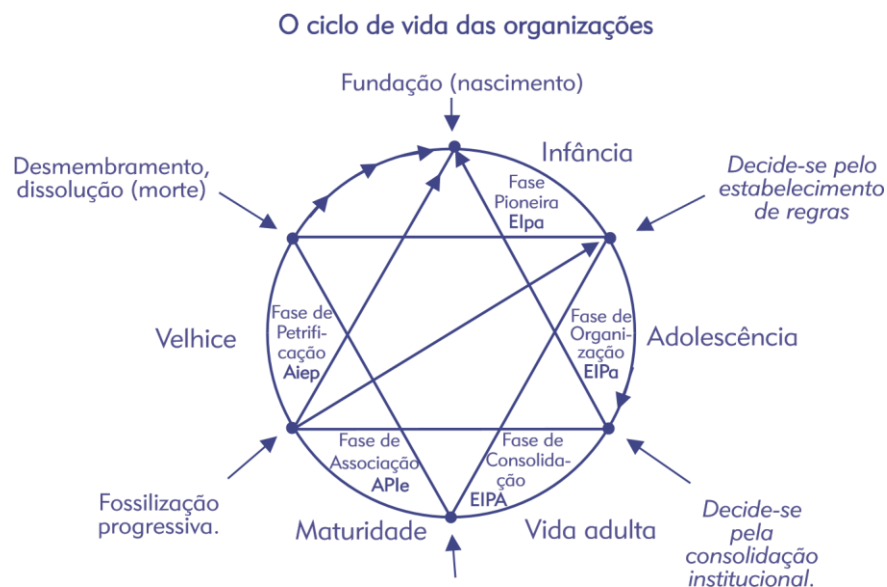 O ciclo de vida das organizações
Fundação (nascimento)
Infância
Desmembramento,
dissolução (morte)
Decide-se pelo
estabelecimento
de regras
Fase
Pioneira
EIpa
Velhice
Fase de
Petrifi-
cação
Aiep
Fase de
Organi-
zação
EIPa
Adolescência
Fase de
Associação
APIe
Fase de
Consolida-
ção
EIPA
Fossilização
progressiva.
Maturidade
Vida adulta
Decide-se
pela
consolidação
institucional.